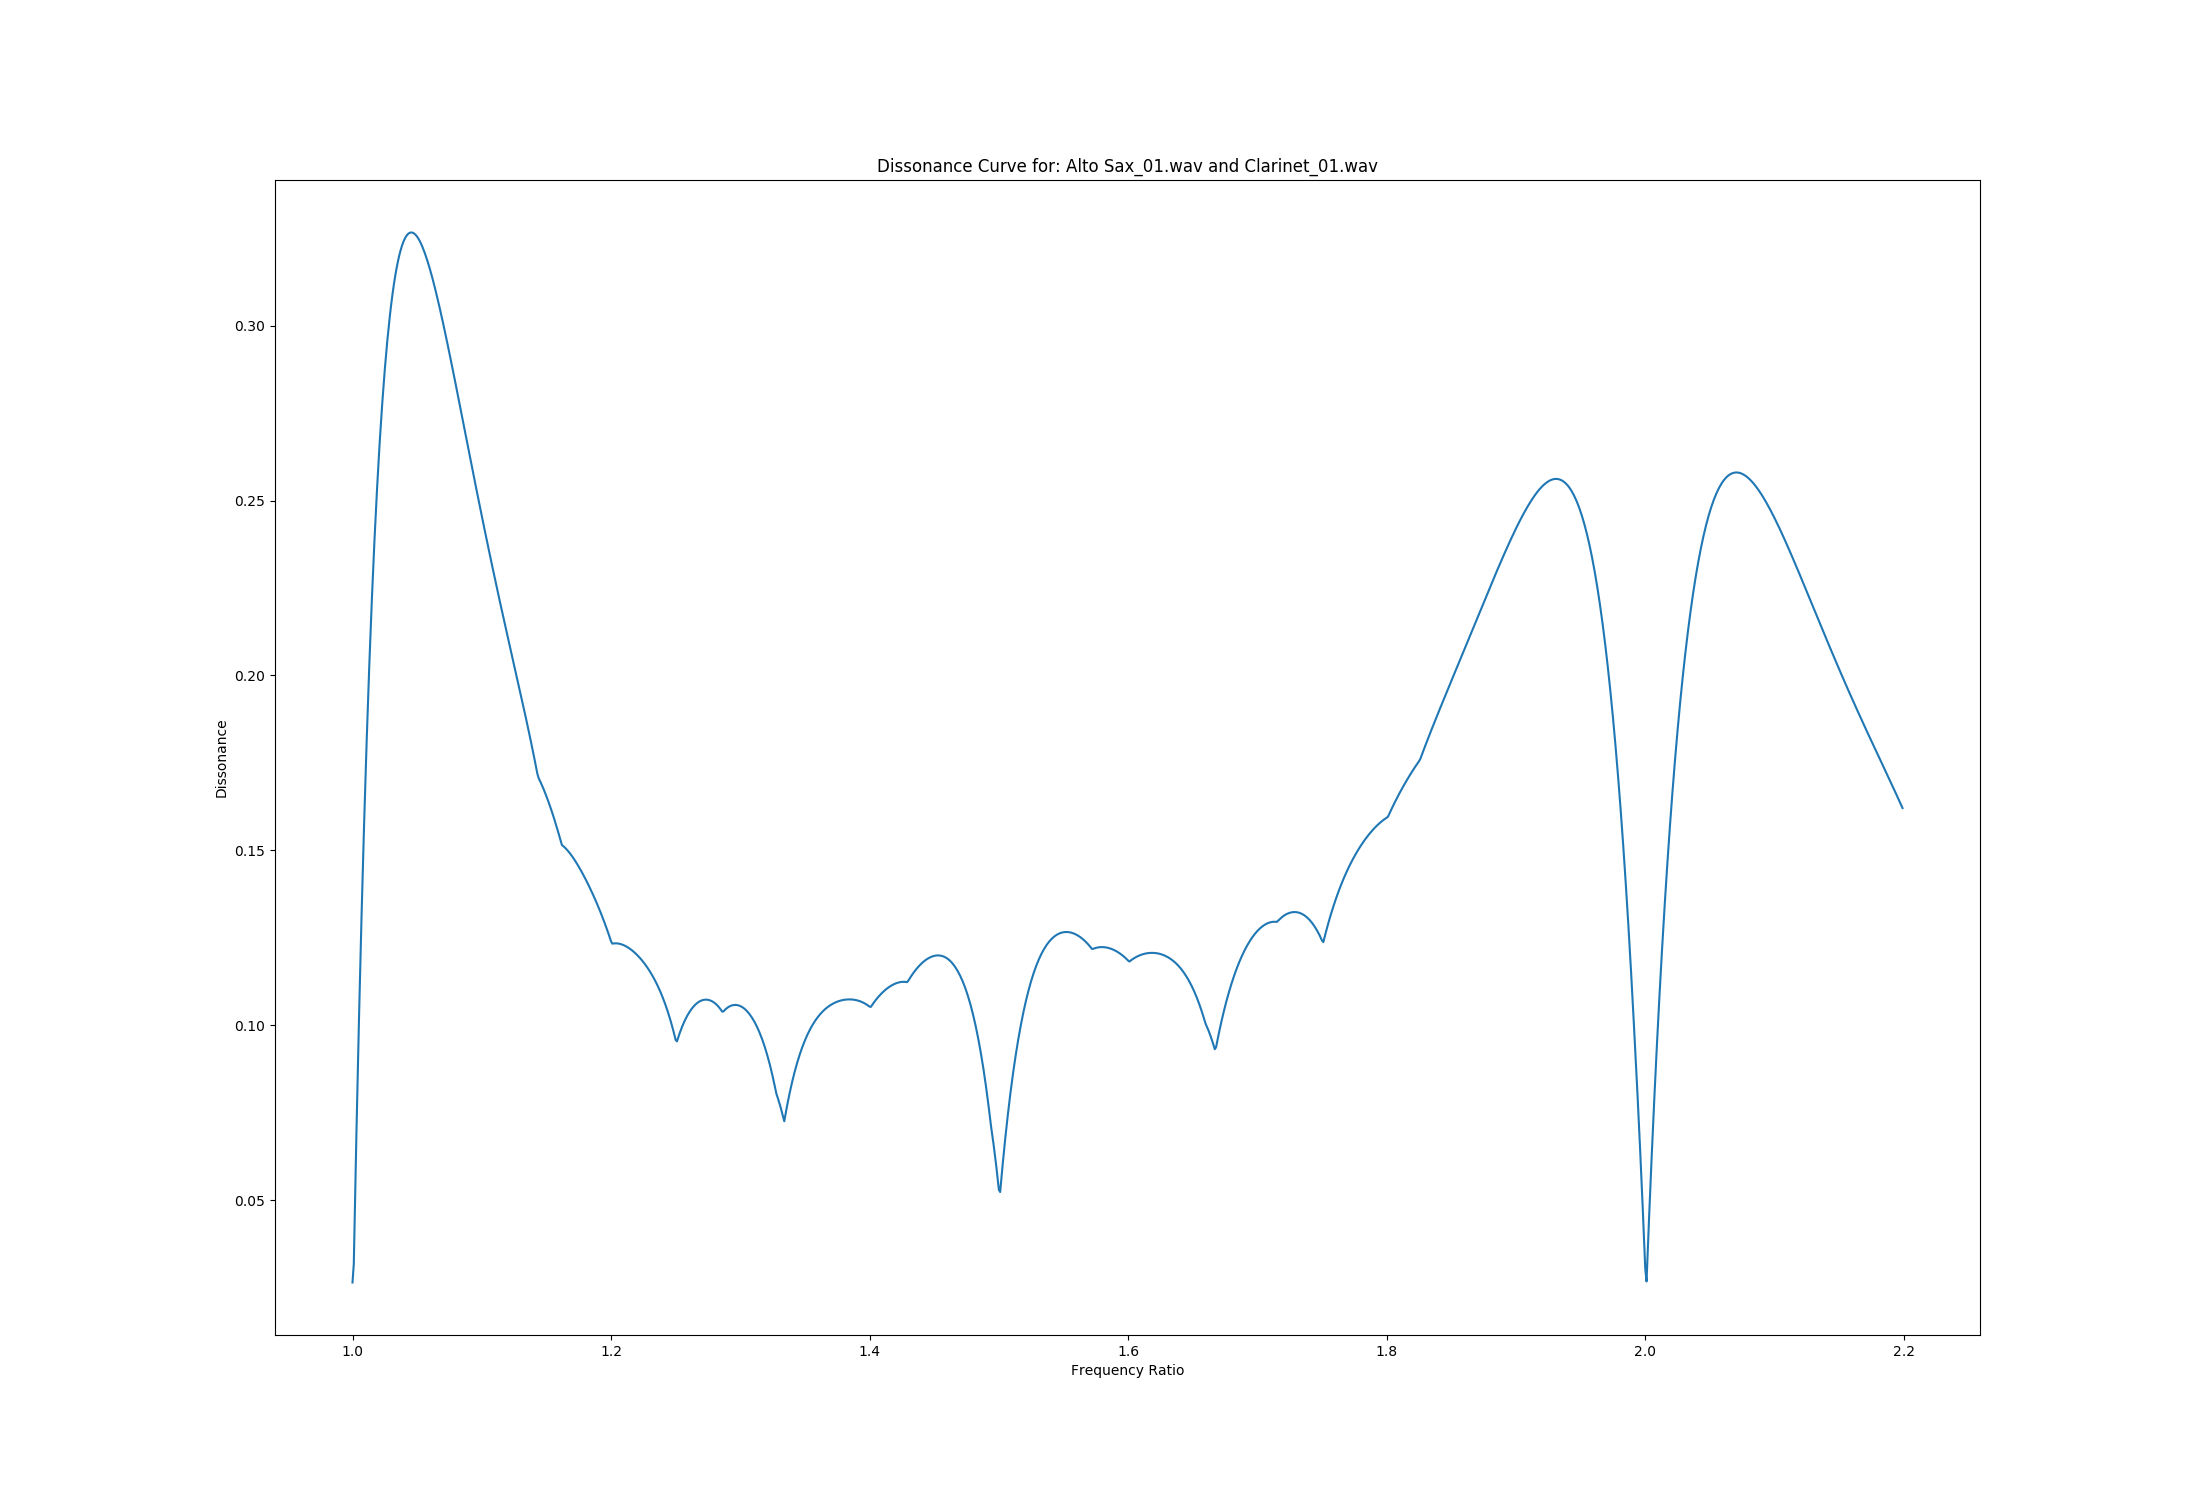 Dissonance Curve for: Alto Sax_01.wav and Clarinet_01.wav
Dissonance
0.30
0.25
0.20
0.15
0.10
0.05
1.0 1.2 1.4 1.6 1.8 2.0 2.2
Frequency Ratio